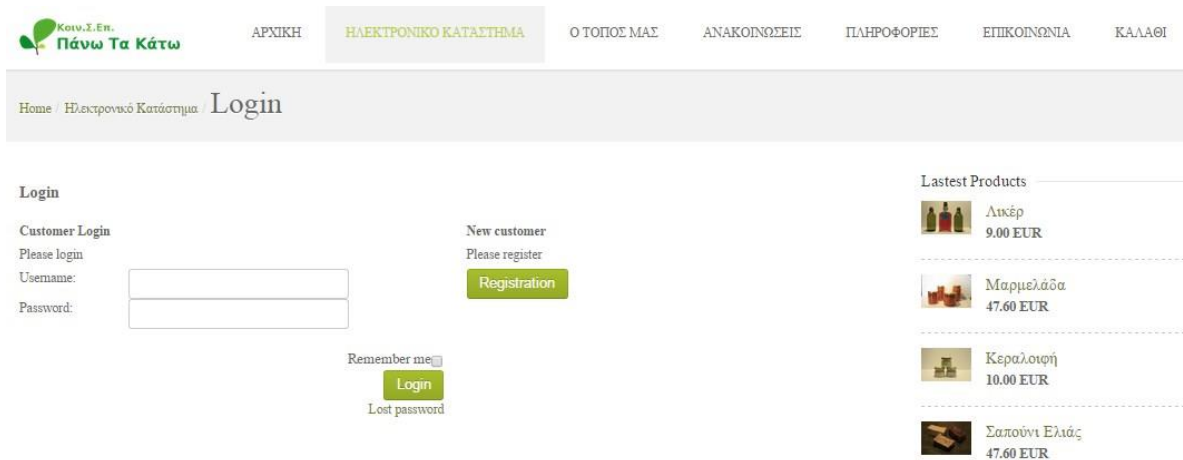 Κοιν.Σ.Επ.
Πάνω Τα Κάτω
ΑΡΧΙΚΗ
ΗΛΕΚΤΡΟΝΙΚΟ ΚΑΤΑΣΤΗΜΑ
Ο ΤΟΠΟΣ ΜΑΣ
ΑΝΑΚΟΙΝΩΣΕΙΣ
ΠΛΗΡΟΦΟΡΙΕΣ
ΕΠΙΚΟΙΝΩΝΙΑ
ΚΑΛΑΘΙ
Home / Ηλεκτρονικό Κατάστημα / Login
Login
Customer Login
Please login
Username:
Password:
Remember me
Login
Lost password
New customer
Please register
Registration
Lastest Products
Λικέρ
9.00 EUR
Μαρμελάδα
47.60 EUR
Κεραλοιφή
10.00 EUR
Σαπούνι Ελιάς
47.60 EUR